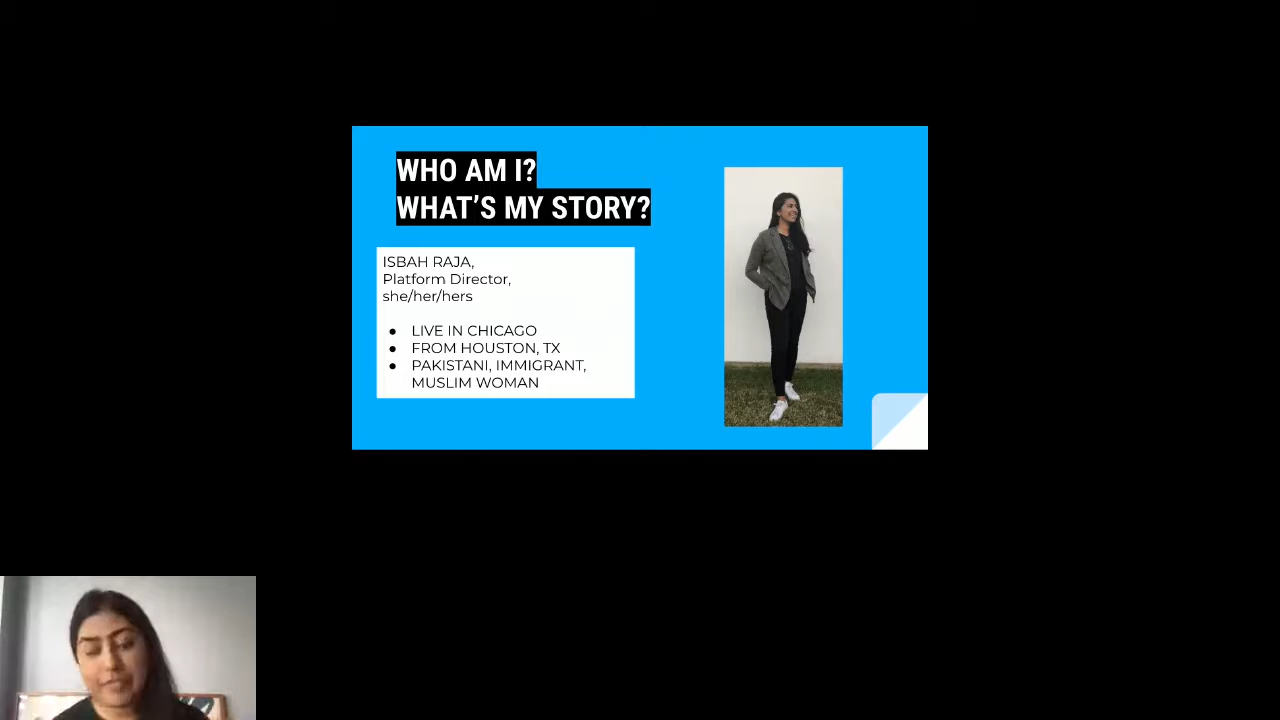 WHO AM I?
WHAT'S MY STORY?
ISBAH RAJA,
Platform Director,
she/her/hers
● LIVE IN CHICAGO
● FROM HOUSTON, TX
● PAKISTANI, IMMIGRANT,
MUSLIM WOMAN